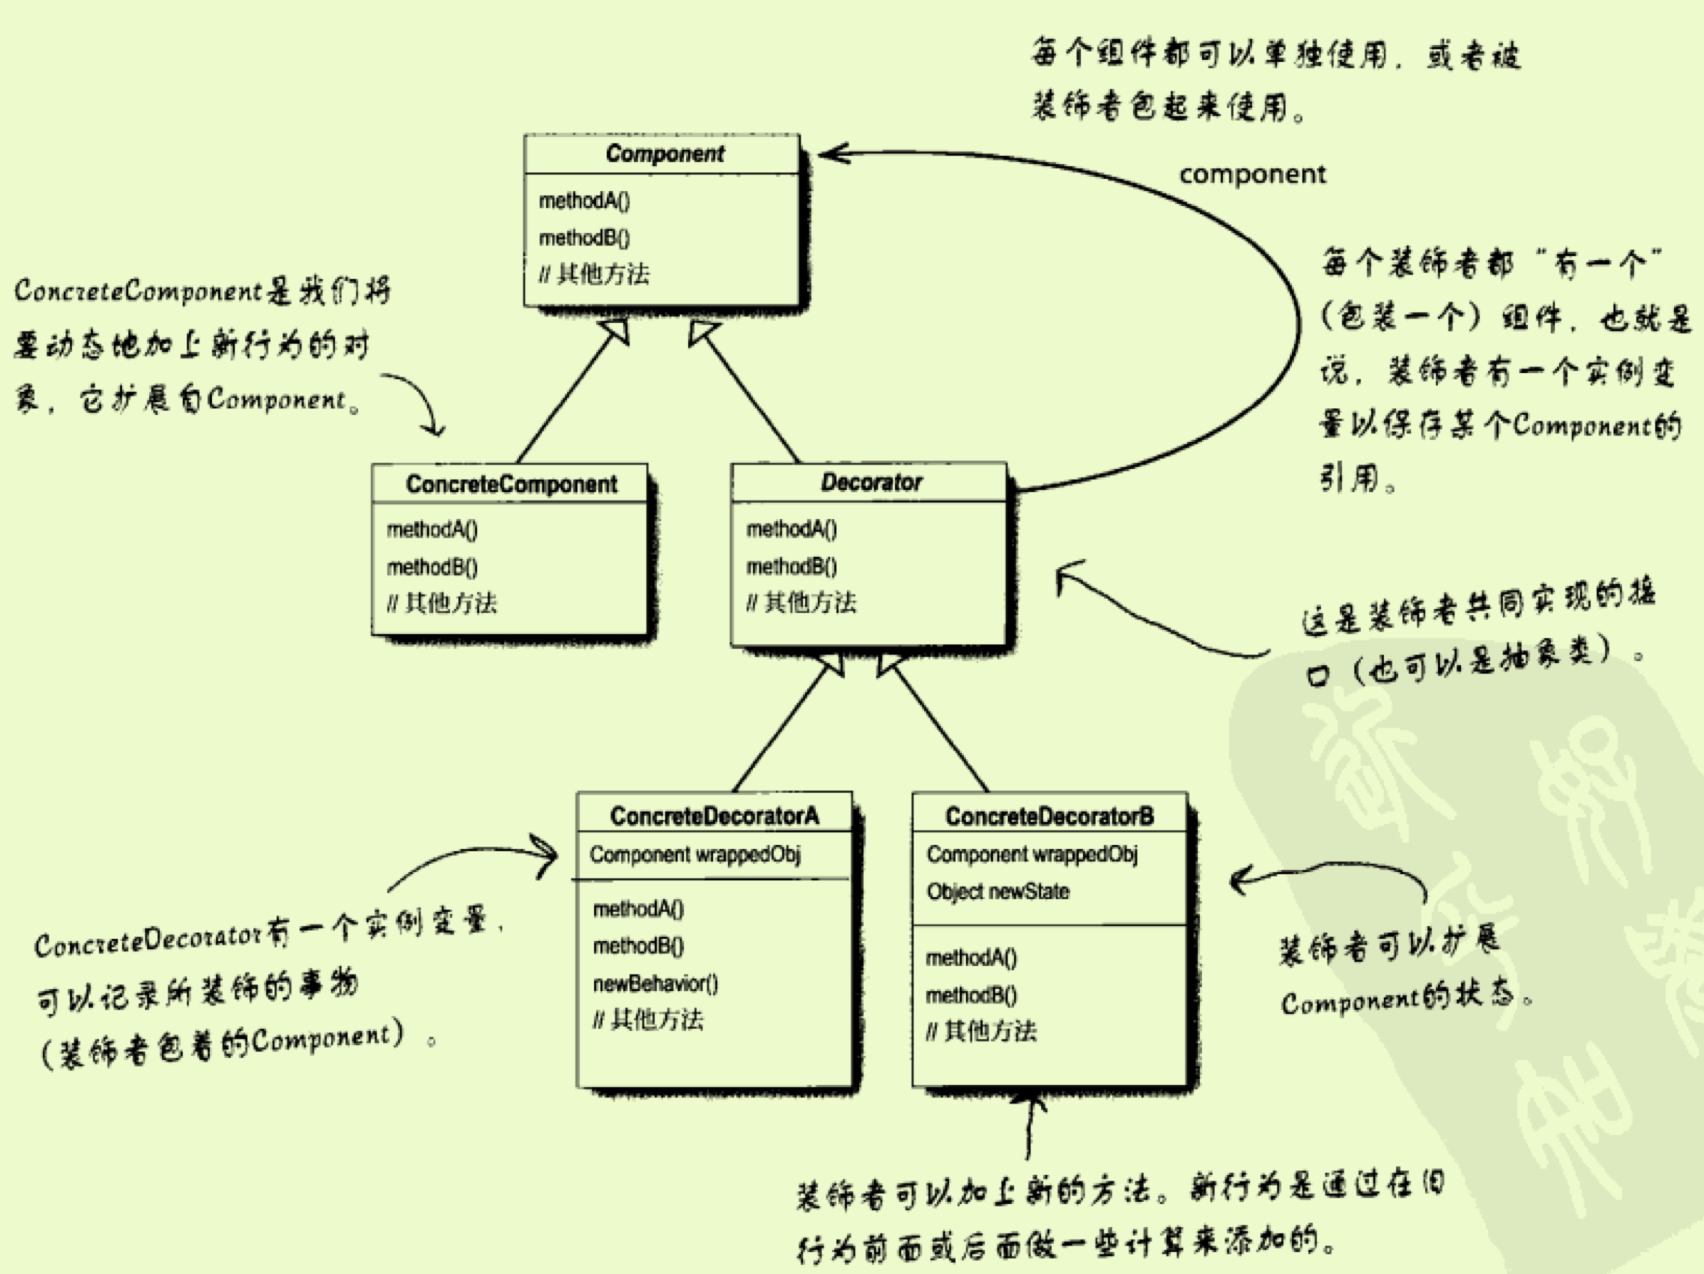 每个组件都可以单独使用，或者被
装饰者包起来使用。
Component
methodA()
methodB()
// 其他方法
component
ConcreteComponent是我们将
要动态地加上新行为的对
象，它扩展自Component。
每个装饰者都“有一个”
（包装一个）组件，也就是
说，装饰者有一个实例变
量以保存某个Component的
引用。
ConcreteComponent
methodA()
methodB()
// 其他方法
Decorator
methodA()
methodB()
// 其他方法
这是装饰者共同实现的接
口（也可以是抽象类）。
ConcreteDecoratorA
Component wrappedObj
methodA()
methodB()
newBehavior()
// 其他方法
ConcreteDecoratorB
Component wrappedObj
Object newState
methodA()
methodB()
// 其他方法
ConcreteDecorator有一个实例变量，
可以记录所装饰的事物
（装饰者包着的Component）。
装饰者可以扩展
Component的状态。
装饰者可以加上新的方法。新行为是通过在旧
行为前面或后面做一些计算来添加的。